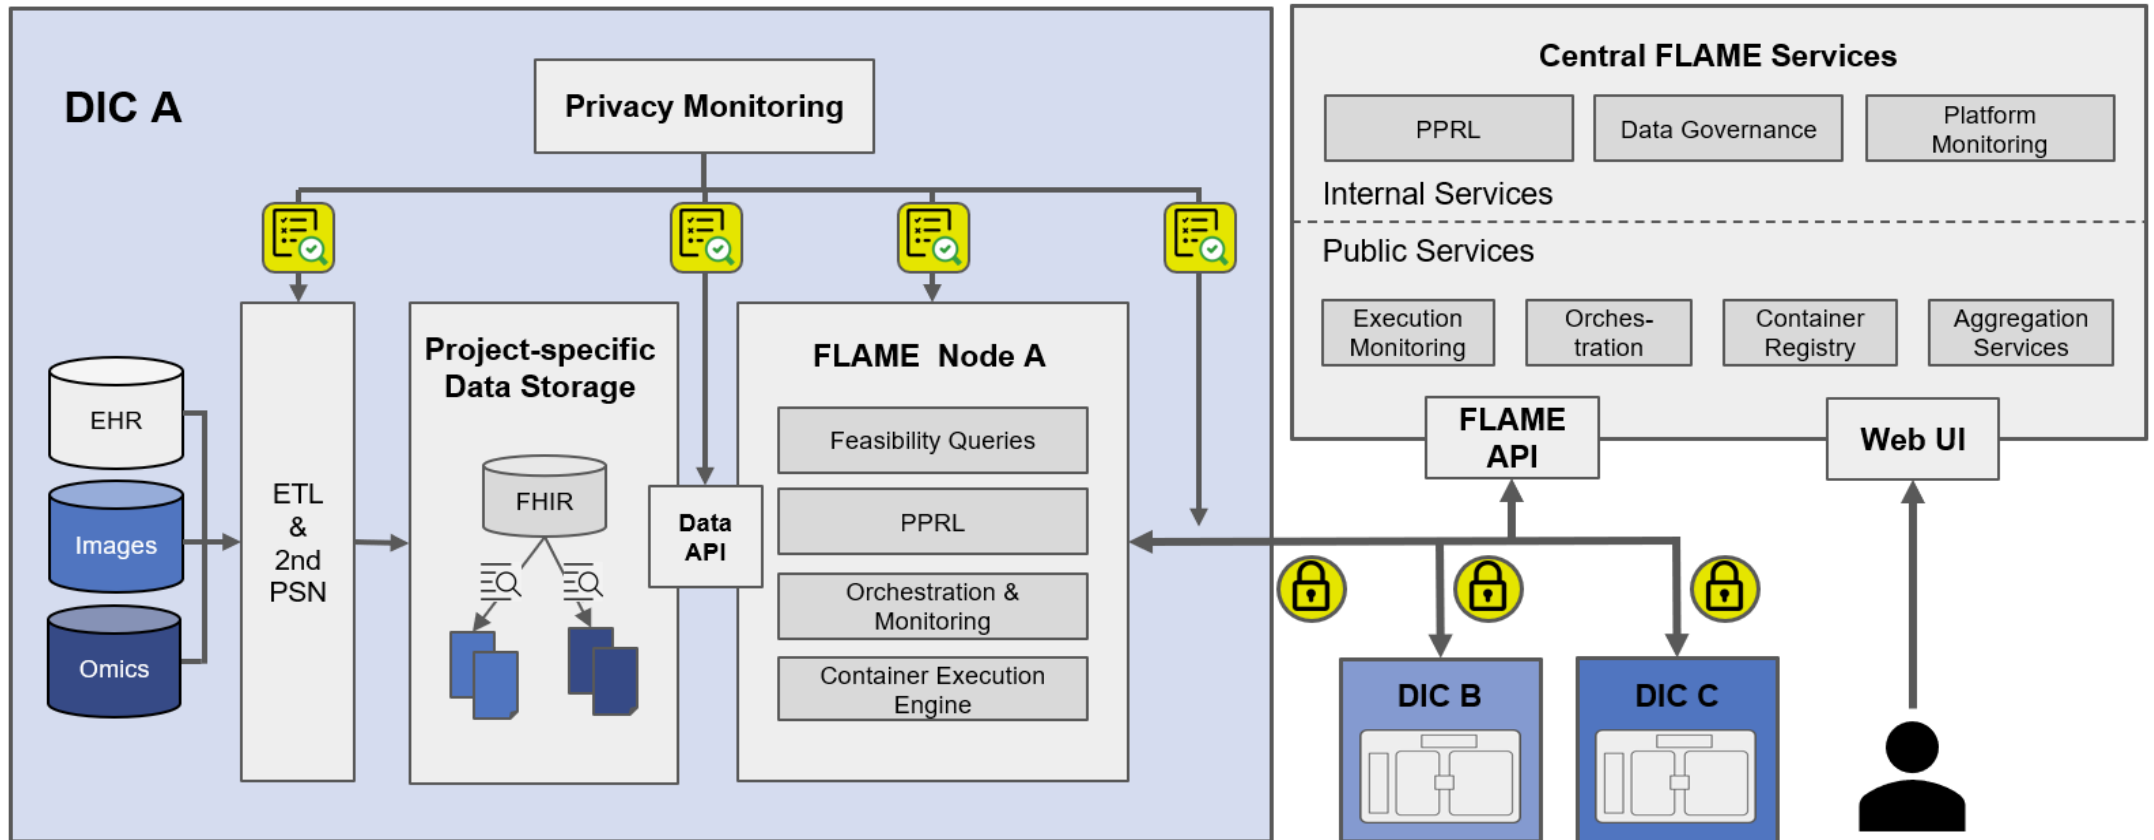 DIC A
Privacy Monitoring
EHR
Images
Omics
ETL
&
2nd
PSN
Project-specific
Data Storage
FHIR
Data
API
FLAME Node A
Feasibility Queries
PPRL
Orchestration &
Monitoring
Container Execution
Engine
Central FLAME Services
PPRL
Data Governance
Platform
Monitoring
Internal Services
Public Services
Execution
Monitoring
Orches-
tration
Container
Registry
Aggregation
Services
FLAME
API
Web UI
DIC B
DIC C